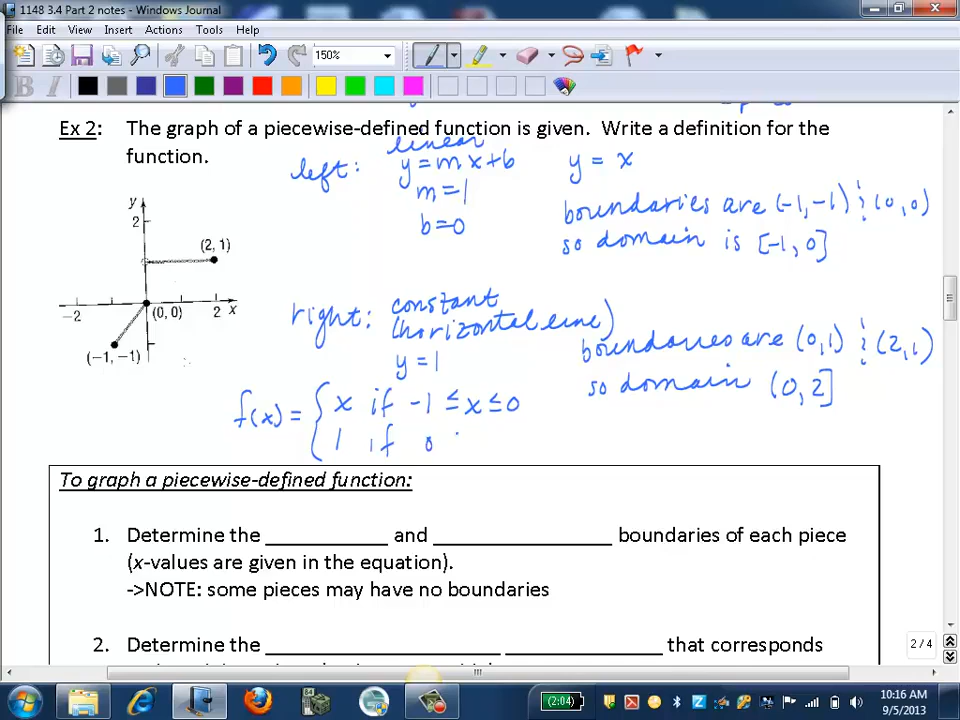 1148 3.4 Part 2 notes - Windows Journal
File Edit View Insert Actions Tools Help
150%
B I
Ex 2: The graph of a piecewise-defined function is given. Write a definition for the
function.
left: linear
y = mx + b
m = 1
b = 0
y = x
boundaries are (-1,-1) & (0,0)
so domain is [-1, 0]
y
2
(2, 1)
-2
(0, 0)
2 x
(-1, -1)
right: constant
(horizontal line)
y = 1
boundaries are (0,1) & (2,1)
so domain (0, 2]
f(x) = { x if -1 ≤ x ≤ 0
1 if 0
To graph a piecewise-defined function:
1. Determine the ____________ and _________________ boundaries of each piece
(x-values are given in the equation).
->NOTE: some pieces may have no boundaries
2. Determine the ______________________ _______________ that corresponds
2 / 4
(2:04)
10:16 AM
9/5/2013